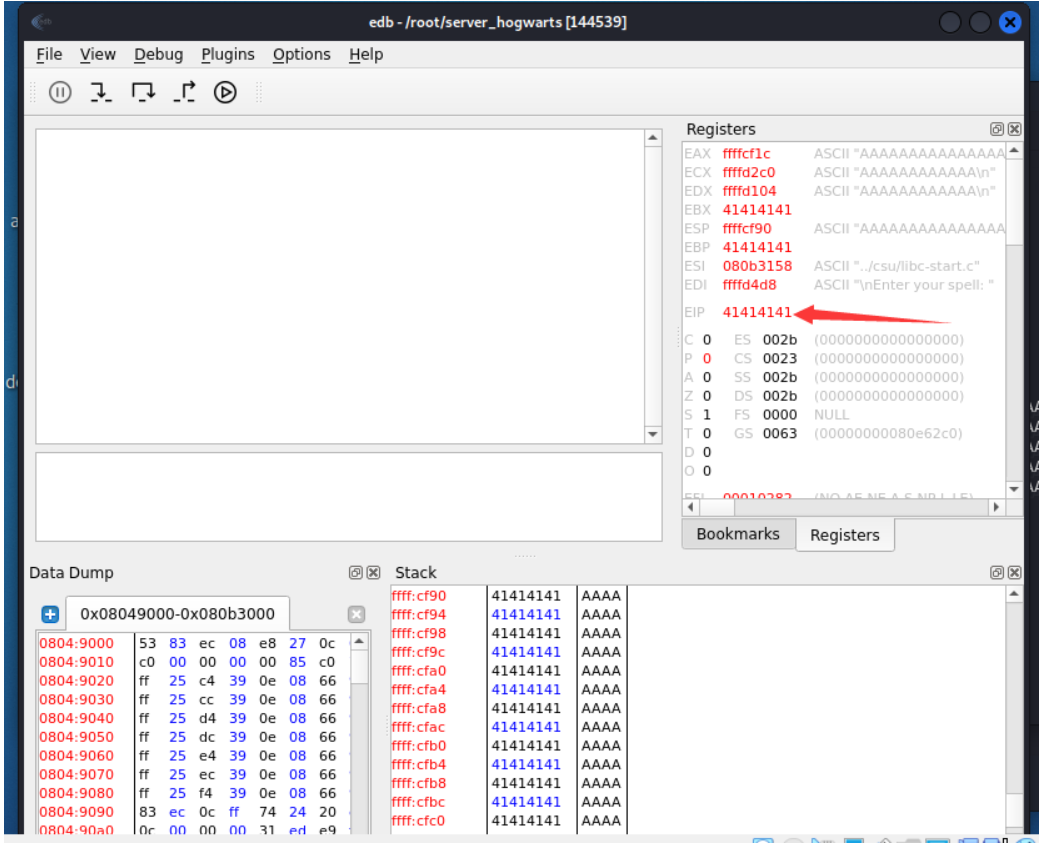 edb - /root/server_hogwarts [144539]
File View Debug Plugins Options Help
Registers
EAX ffffcf1c ASCII "AAAAAAAAAAAAAAA
ECX ffffd2c0 ASCII "AAAAAAAAAAAA\n"
EDX ffffd104 ASCII "AAAAAAAAAAAA\n"
EBX 41414141
ESP ffffcf90 ASCII "AAAAAAAAAAAAAAA
EBP 41414141
ESI 080b3158 ASCII "../csu/libc-start.c"
EDI ffffd4d8 ASCII "\nEnter your spell: "
EIP 41414141
C 0 ES 002b (0000000000000000)
P 0 CS 0023 (0000000000000000)
A 0 SS 002b (0000000000000000)
Z 0 DS 002b (0000000000000000)
S 1 FS 0000 NULL
T 0 GS 0063 (00000000080e62c0)
D 0
O 0
Bookmarks Registers
Data Dump
0x08049000-0x080b3000
0804:9000 53 83 ec 08 e8 27 0c
0804:9010 c0 00 00 00 00 85 c0
0804:9020 ff 25 c4 39 0e 08 66
0804:9030 ff 25 cc 39 0e 08 66
0804:9040 ff 25 d4 39 0e 08 66
0804:9050 ff 25 dc 39 0e 08 66
0804:9060 ff 25 e4 39 0e 08 66
0804:9070 ff 25 ec 39 0e 08 66
0804:9080 ff 25 f4 39 0e 08 66
0804:9090 83 ec 0c ff 74 24 20
0804:90a0 0c 00 00 00 31 ed e9
Stack
ffff:cf90 41414141 AAAA
ffff:cf94 41414141 AAAA
ffff:cf98 41414141 AAAA
ffff:cf9c 41414141 AAAA
ffff:cfa0 41414141 AAAA
ffff:cfa4 41414141 AAAA
ffff:cfa8 41414141 AAAA
ffff:cfac 41414141 AAAA
ffff:cfb0 41414141 AAAA
ffff:cfb4 41414141 AAAA
ffff:cfb8 41414141 AAAA
ffff:cfbc 41414141 AAAA
ffff:cfc0 41414141 AAAA